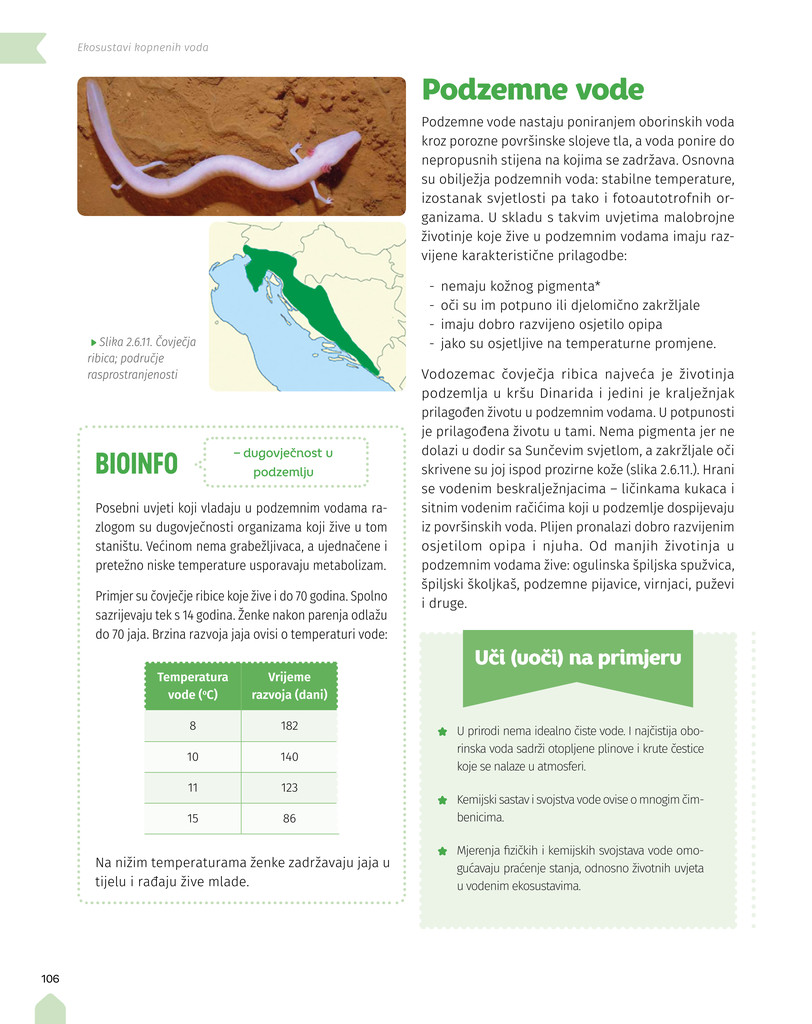 Ekosustavi kopnenih voda
Slika 2.6.11. Čovječja
ribica; područje
rasprostranjenosti
BIOINFO
– dugovječnost u
podzemlju
Posebni uvjeti koji vladaju u podzemnim vodama ra-
zlogom su dugovječnosti organizama koji žive u tom
staništu. Većinom nema grabežljivaca, a ujednačene i
pretežno niske temperature usporavaju metabolizam.
Primjer su čovječje ribice koje žive i do 70 godina. Spolno
sazrijevaju tek s 14 godina. Ženke nakon parenja odlažu
do 70 jaja. Brzina razvoja jaja ovisi o temperaturi vode:
Temperatura
vode (ºC)
Vrijeme
razvoja (dani)
8 182
10 140
11 123
15 86
Na nižim temperaturama ženke zadržavaju jaja u
tijelu i rađaju žive mlade.
Podzemne vode
Podzemne vode nastaju poniranjem oborinskih voda
kroz porozne površinske slojeve tla, a voda ponire do
nepropusnih stijena na kojima se zadržava. Osnovna
su obilježja podzemnih voda: stabilne temperature,
izostanak svjetlosti pa tako i fotoautotrofnih or-
ganizama. U skladu s takvim uvjetima malobrojne
životinje koje žive u podzemnim vodama imaju raz-
vijene karakteristične prilagodbe:
- nemaju kožnog pigmenta*
- oči su im potpuno ili djelomično zakržljale
- imaju dobro razvijeno osjetilo opipa
- jako su osjetljive na temperaturne promjene.
Vodozemac čovječja ribica najveća je životinja
podzemlja u kršu Dinarida i jedini je kralježnjak
prilagođen životu u podzemnim vodama. U potpunosti
je prilagođena životu u tami. Nema pigmenta jer ne
dolazi u dodir sa Sunčevim svjetlom, a zakržljale oči
skrivene su joj ispod prozirne kože (slika 2.6.11.). Hrani
se vodenim beskralježnjacima – ličinkama kukaca i
sitnim vodenim račićima koji u podzemlje dospijevaju
iz površinskih voda. Plijen pronalazi dobro razvijenim
osjetilom opipa i njuha. Od manjih životinja u
podzemnim vodama žive: ogulinska špiljska spužvica,
špiljski školjkaš, podzemne pijavice, virnjaci, puževi
i druge.
Uči (uoči) na primjeru
U prirodi nema idealno čiste vode. I najčistija obo-
rinska voda sadrži otopljene plinove i krute čestice
koje se nalaze u atmosferi.
Kemijski sastav i svojstva vode ovise o mnogim čim-
benicima.
Mjerenja fizičkih i kemijskih svojstava vode omo-
gućavaju praćenje stanja, odnosno životnih uvjeta
u vodenim ekosustavima.
106